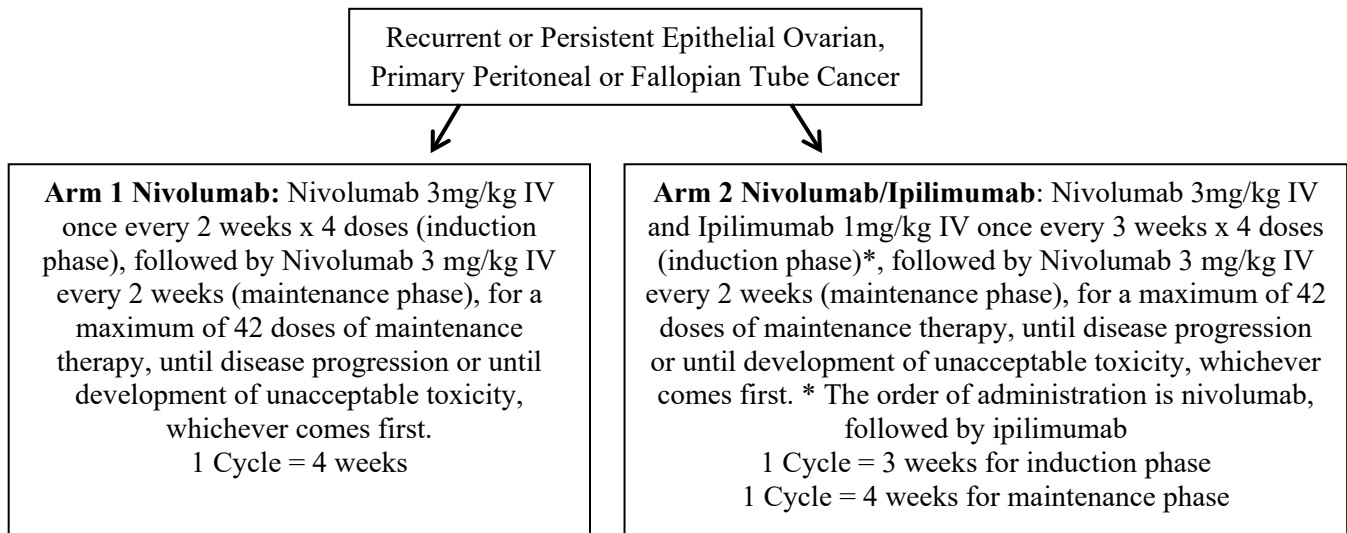 Recurrent or Persistent Epithelial Ovarian,
Primary Peritoneal or Fallopian Tube Cancer
Arm 1 Nivolumab: Nivolumab 3mg/kg IV
once every 2 weeks x 4 doses (induction
phase), followed by Nivolumab 3 mg/kg IV
every 2 weeks (maintenance phase), for a
maximum of 42 doses of maintenance
therapy, until disease progression or until
development of unacceptable toxicity,
whichever comes first.
1 Cycle = 4 weeks
Arm 2 Nivolumab/Ipilimumab: Nivolumab 3mg/kg IV
and Ipilimumab 1mg/kg IV once every 3 weeks x 4 doses
(induction phase)*, followed by Nivolumab 3 mg/kg IV
every 2 weeks (maintenance phase), for a maximum of 42
doses of maintenance therapy, until disease progression
or until development of unacceptable toxicity, whichever
comes first. * The order of administration is nivolumab,
followed by ipilimumab
1 Cycle = 3 weeks for induction phase
1 Cycle = 4 weeks for maintenance phase